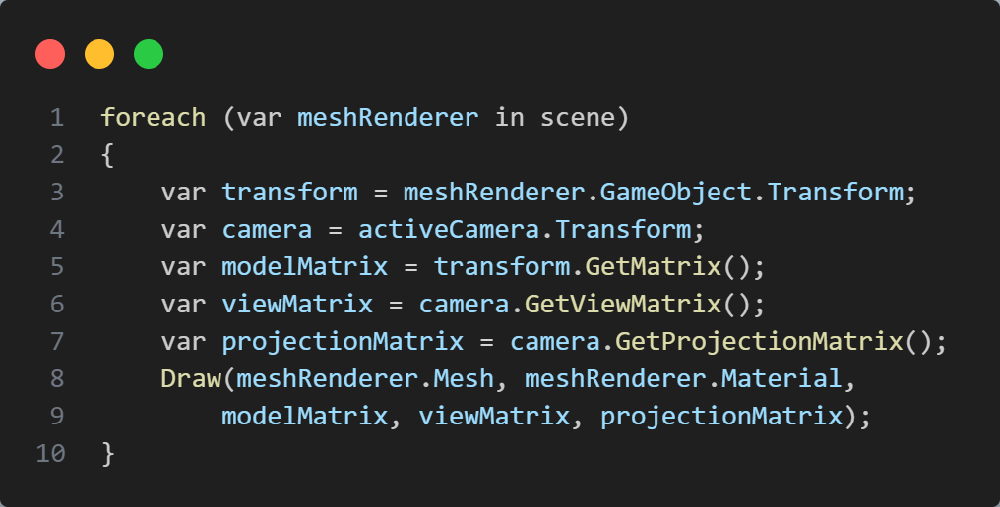 1 foreach (var meshRenderer in scene)
2 {
3     var transform = meshRenderer.GameObject.Transform;
4     var camera = activeCamera.Transform;
5     var modelMatrix = transform.GetMatrix();
6     var viewMatrix = camera.GetViewMatrix();
7     var projectionMatrix = camera.GetProjectionMatrix();
8     Draw(meshRenderer.Mesh, meshRenderer.Material,
9         modelMatrix, viewMatrix, projectionMatrix);
10 }